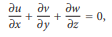 ∂u/∂x + ∂v/∂y + ∂w/∂z = 0,